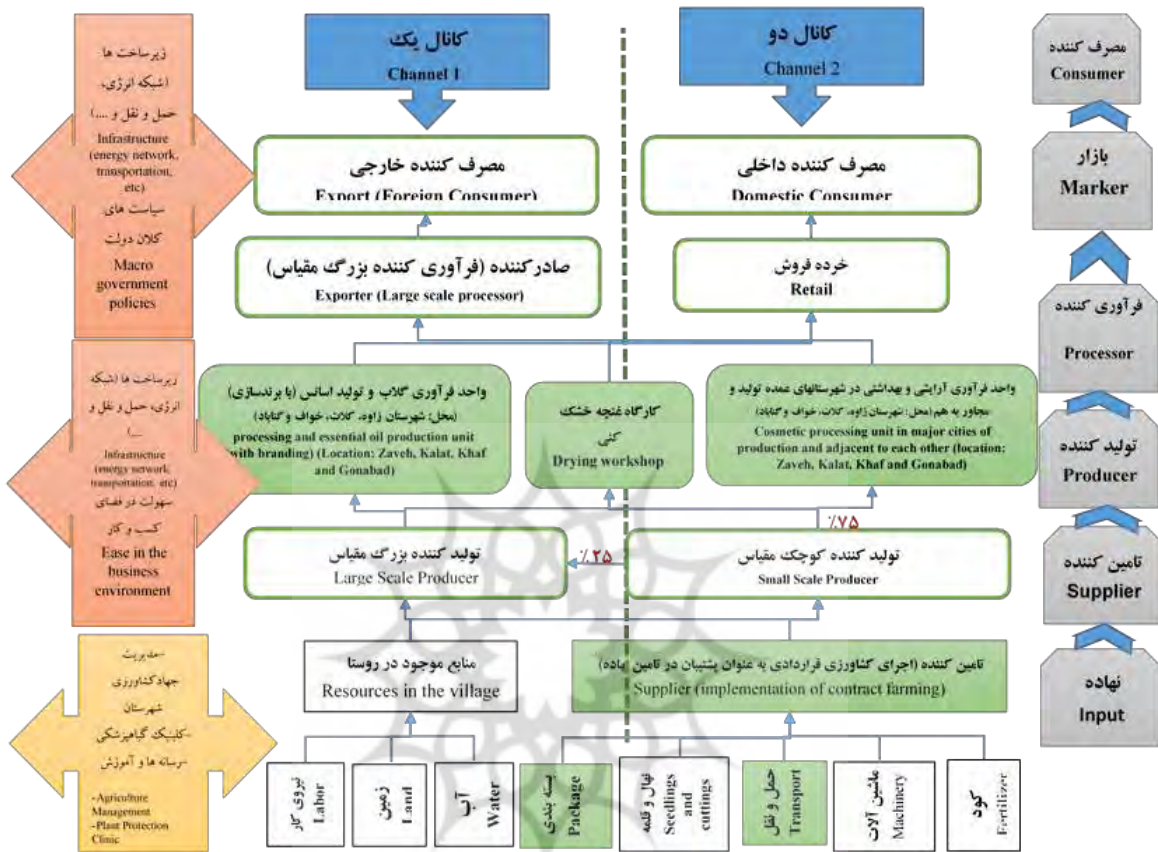 زیرساخت ها
(شبکه انرژی،
حمل و نقل و ....)
Infrastructure
(energy network,
transportation,
etc)
سیاست های
کلان دولت
Macro
government
policies
زیرساخت ها (شبکه
انرژی، حمل و نقل و
...)
Infrastructure
(energy network,
transportation, etc)
سهولت در فضای
کسب و کار
Ease in the
business
environment
-مدیریت
جهادکشاورزی
شهرستان
-کلینیک گیاهپزشکی
-رسانه ها و آموزش
-Agriculture
Management
-Plant Protection
Clinic
کانال یک
Channel 1
کانال دو
Channel 2
مصرف کننده خارجی
Export (Foreign Consumer)
مصرف کننده داخلی
Domestic Consumer
صادرکننده (فرآوری کننده بزرگ مقیاس)
Exporter (Large scale processor)
خرده فروش
Retail
واحد فرآوری گلاب و تولید اسانس (با برندسازی)
(محل: شهرستان زاوه، کلات، خواف و گناباد)
processing and essential oil production unit
with branding) (Location: Zaveh, Kalat, Khaf
and Gonabad)
کارگاه غنچه خشک
کنی
Drying workshop
واحد فرآوری آرایشی و بهداشتی در شهرستانهای عمده تولید و
مجاور به هم (محل: شهرستان زاوه، کلات، خواف و گناباد)
Cosmetic processing unit in major cities of
production and adjacent to each other (location:
Zaveh, Kalat, Khaf and Gonabad)
تولید کننده بزرگ مقیاس
Large Scale Producer
٪۲۵
٪۷۵
تولید کننده کوچک مقیاس
Small Scale Producer
منابع موجود در روستا
Resources in the village
تامین کننده (اجرای کشاورزی قراردادی به عنوان پشتیبان در تامین نهاده)
Supplier (implementation of contract farming)
نیروی کار
Labor
زمین
Land
آب
Water
بسته بندی
Package
نهال و قلمه
Seedlings
and
cuttings
حمل و نقل
Transport
ماشین آلات
Machinery
کود
Fertilizer
مصرف کننده
Consumer
بازار
Marker
فرآوری کننده
Processor
تولید کننده
Producer
تامین کننده
Supplier
نهاده
Input